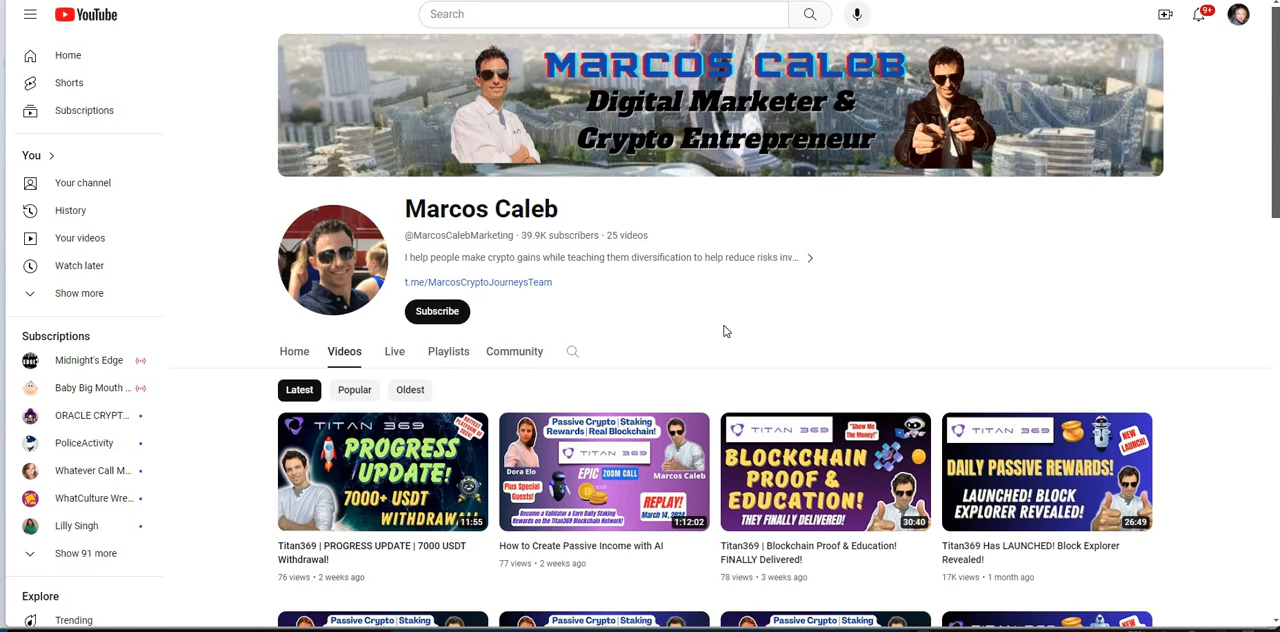 YouTube
Search
9+
Home
Shorts
Subscriptions
You
Your channel
History
Your videos
Watch later
Show more
Subscriptions
Midnight's Edge
Baby Big Mouth ...
ORACLE CRYPT...
PoliceActivity
Whatever Call M...
WhatCulture Wre...
Lilly Singh
Show 91 more
Explore
Trending
MARCOS CALEB
Digital Marketer &
Crypto Entrepreneur
Marcos Caleb
@MarcosCalebMarketing · 39.9K subscribers · 25 videos
I help people make crypto gains while teaching them diversification to help reduce risks inv...
t.me/MarcosCryptoJourneysTeam
Subscribe
Home Videos Live Playlists Community
Latest Popular Oldest
TITAN 369
HOTTEST
PLATFORM
OF 2024!
PROGRESS
UPDATE!
7000+ USDT
WITHDRAWAL
11:55
Titan369 | PROGRESS UPDATE | 7000 USDT
Withdrawal!
76 views · 2 weeks ago
Passive Crypto | Staking
Rewards | Real Blockchain!
TITAN 369
Dora Elo
EPIC ZOOM CALL
Marcos Caleb
Plus Special
Guests!
REPLAY!
March 14, 2024
Become a Validator & Earn Daily Staking
Rewards on the Titan369 Blockchain Network!
1:12:02
How to Create Passive Income with AI
77 views · 2 weeks ago
TITAN 369
"Show Me
The Money!"
BLOCKCHAIN
PROOF &
EDUCATION!
THEY FINALLY DELIVERED!
30:40
Titan369 | Blockchain Proof & Education!
FINALLY Delivered!
78 views · 3 weeks ago
TITAN 369
NEW
LAUNCH!
DAILY PASSIVE REWARDS!
LAUNCHED! BLOCK
EXPLORER REVEALED!
26:49
Titan369 Has LAUNCHED! Block Explorer
Revealed!
17K views · 1 month ago
Passive Crypto | Staking
Passive Crypto | Staking
Passive Crypto | Staking